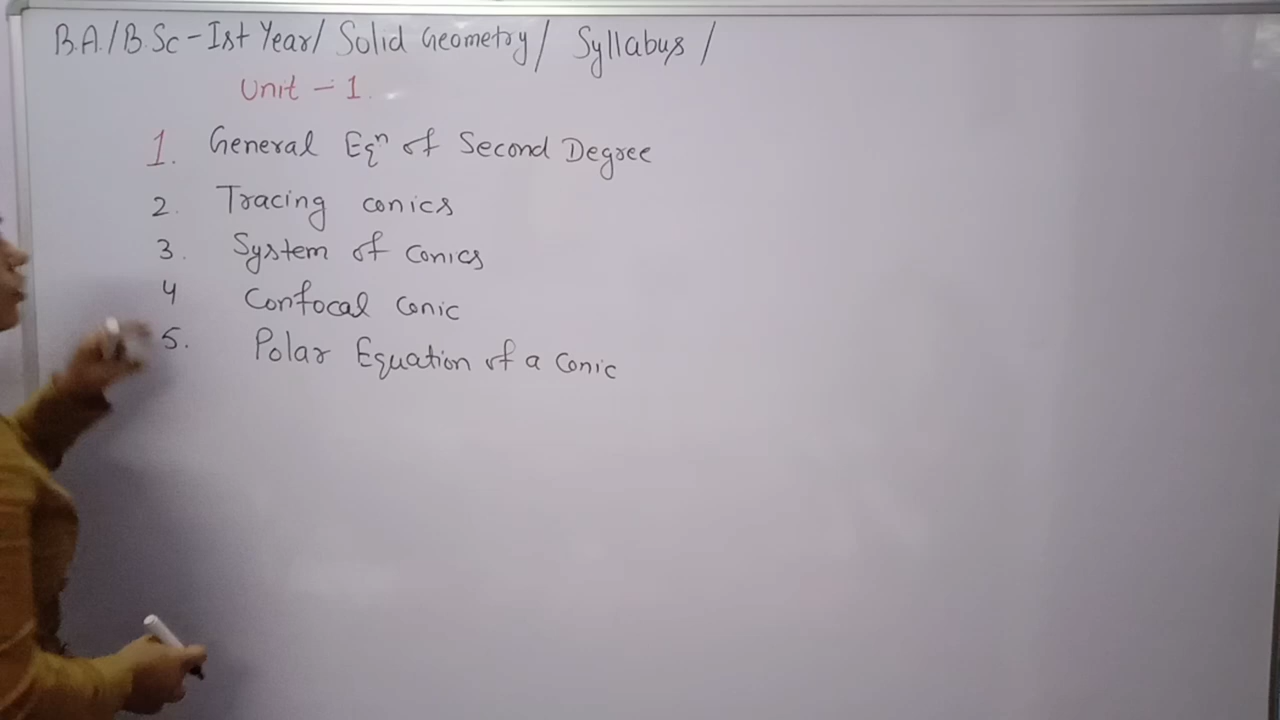 B.A./B.Sc - Ist Year/ Solid Geometry/ Syllabus /
Unit - 1.
1. General Eqⁿ of Second Degree
2. Tracing conics
3. System of Conics
4 Confocal Conic
5. Polar Equation of a Conic